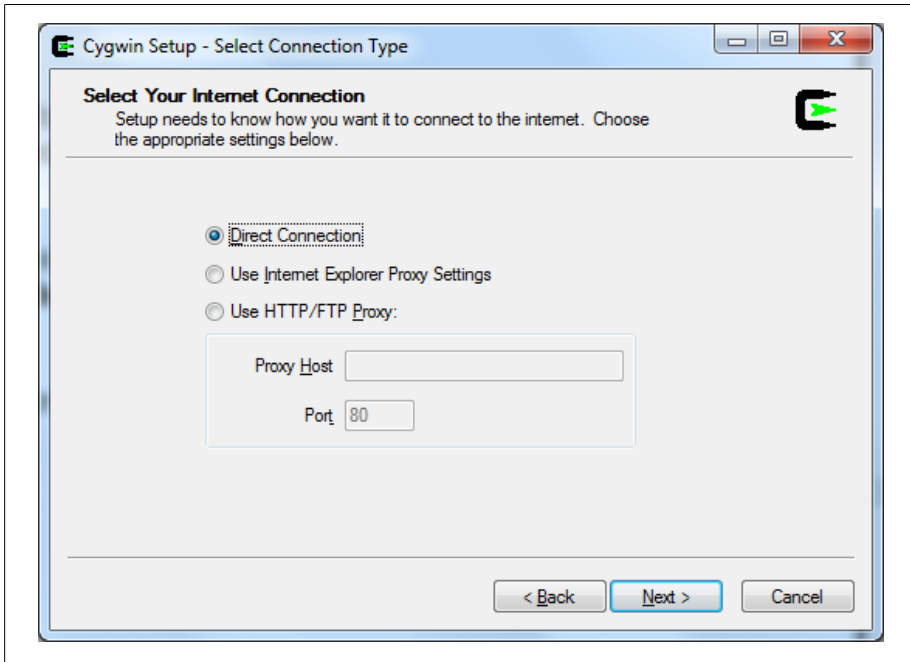 Cygwin Setup - Select Connection Type
Select Your Internet Connection
Setup needs to know how you want it to connect to the internet. Choose
the appropriate settings below.
Direct Connection
Use Internet Explorer Proxy Settings
Use HTTP/FTP Proxy:
Proxy Host
Port 80
< Back Next > Cancel